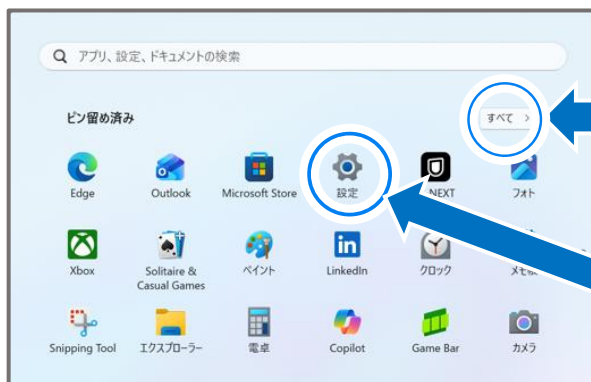 アプリ、設定、ドキュメントの検索
ピン留め済み
すべて >
Edge
Outlook
Microsoft Store
設定
NEXT
フォト
Xbox
Solitaire &
Casual Games
ペイント
LinkedIn
クロック
Snipping Tool
エクスプローラー
電卓
Copilot
Game Bar
カメラ